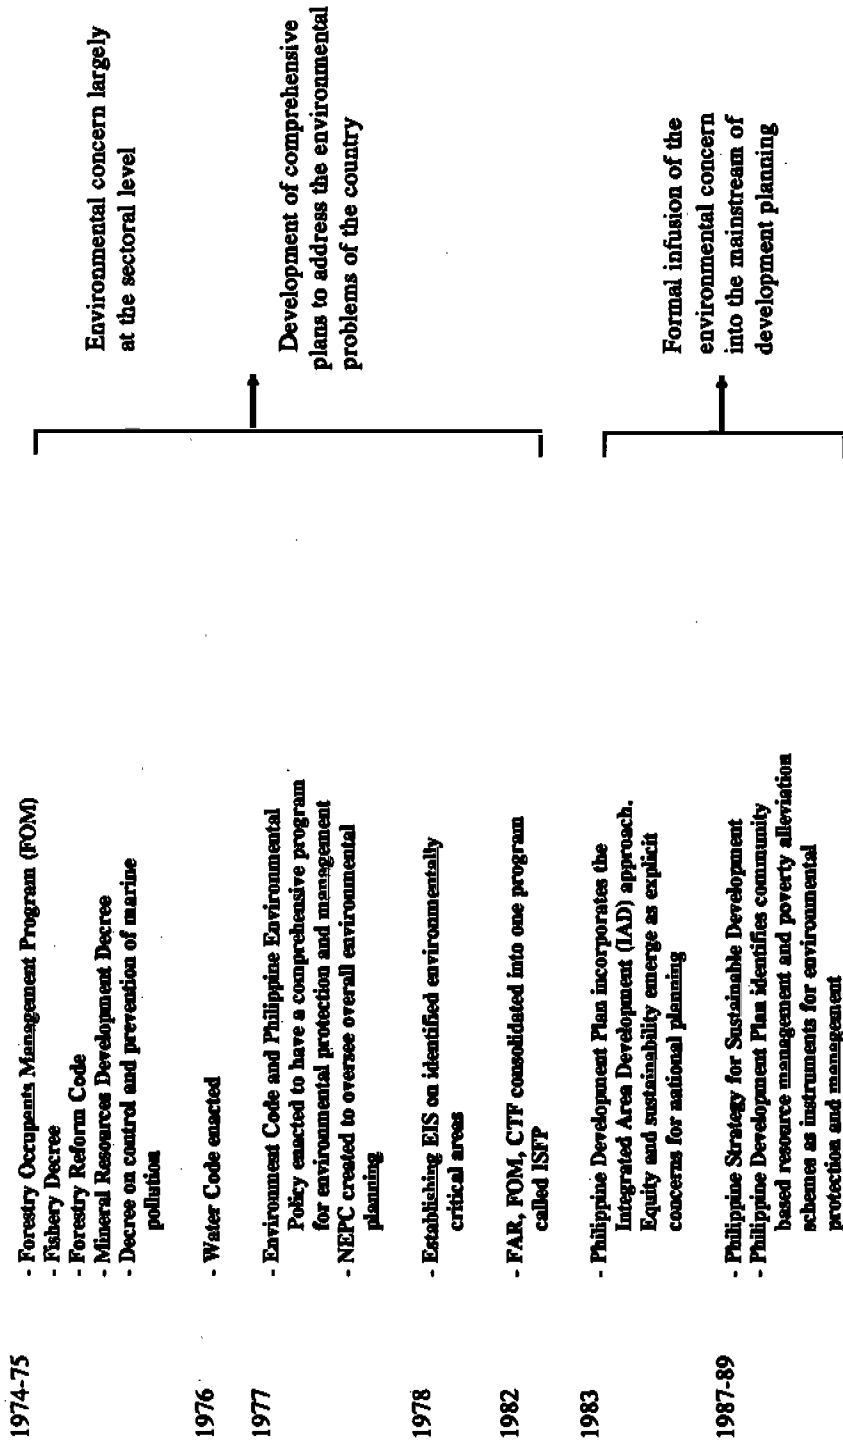 1974-75
- Forestry Occupants Management Program (FOM)
- Fishery Decree
- Forestry Reform Code
- Mineral Resources Development Decree
- Decree on control and prevention of marine
pollution
Environmental concern largely
at the sectoral level
1976
- Water Code enacted
1977
- Environment Code and Philippine Environmental
Policy enacted to have a comprehensive program
for environmental protection and management
- NEPC created to oversee overall environmental
planning
Development of comprehensive
plans to address the environmental
problems of the country
1978
- Establishing EIS on identified environmentally
critical areas
1982
- FAR, FOM, CTF consolidated into one program
called ISFP
1983
- Philippine Development Plan incorporates the
Integrated Area Development (IAD) approach.
Equity and sustainability emerge as explicit
concerns for national planning
Formal infusion of the
environmental concern
into the mainstream of
development planning
1987-89
- Philippine Strategy for Sustainable Development
- Philippine Development Plan identifies community
based resource management and poverty alleviation
schemes as instruments for environmental
protection and management